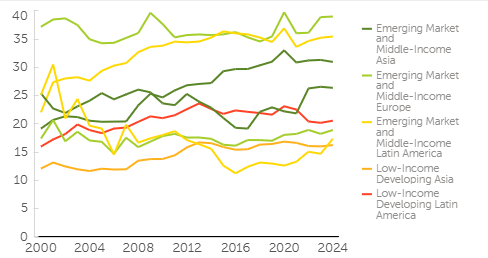 40
35
30
25
20
15
10
5
0
2000 2004 2008 2012 2016 2020 2024
Emerging Market
and
Middle-Income
Asia
Emerging Market
and
Middle-Income
Europe
Emerging Market
and
Middle-Income
Latin America
Low-Income
Developing Asia
Low-Income
Developing Latin
America